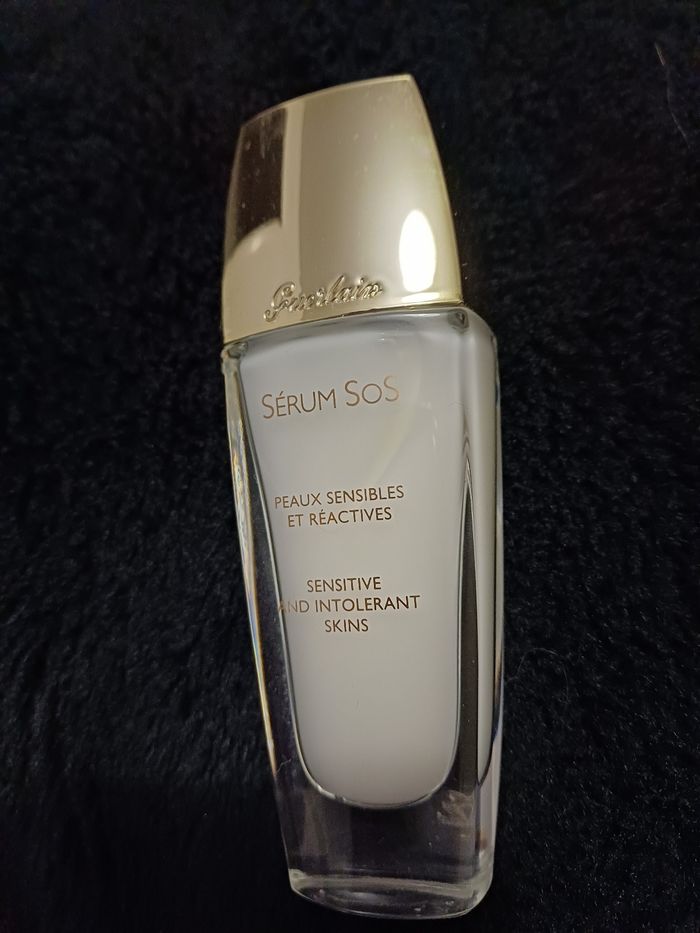 Guerlain
SÉRUM SOS
PEAUX SENSIBLES
ET RÉACTIVES
SENSITIVE
AND INTOLERANT
SKINS